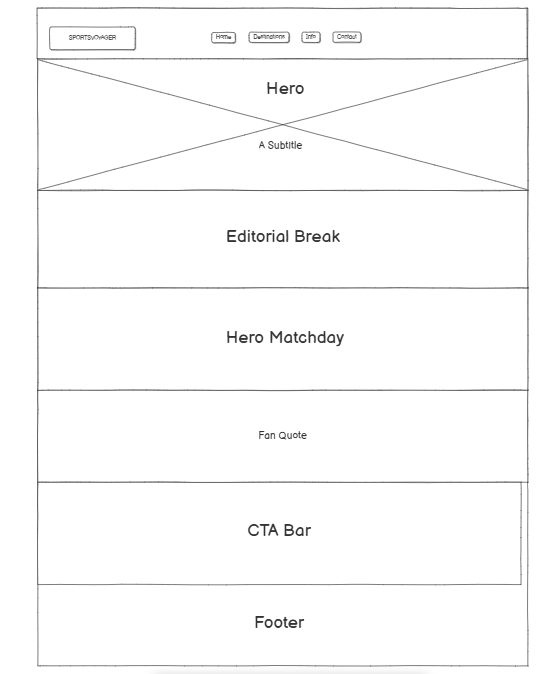 SPORTSVOYAGER
Home Destinations Info Contact
Hero
A Subtitle
Editorial Break
Hero Matchday
Fan Quote
CTA Bar
Footer